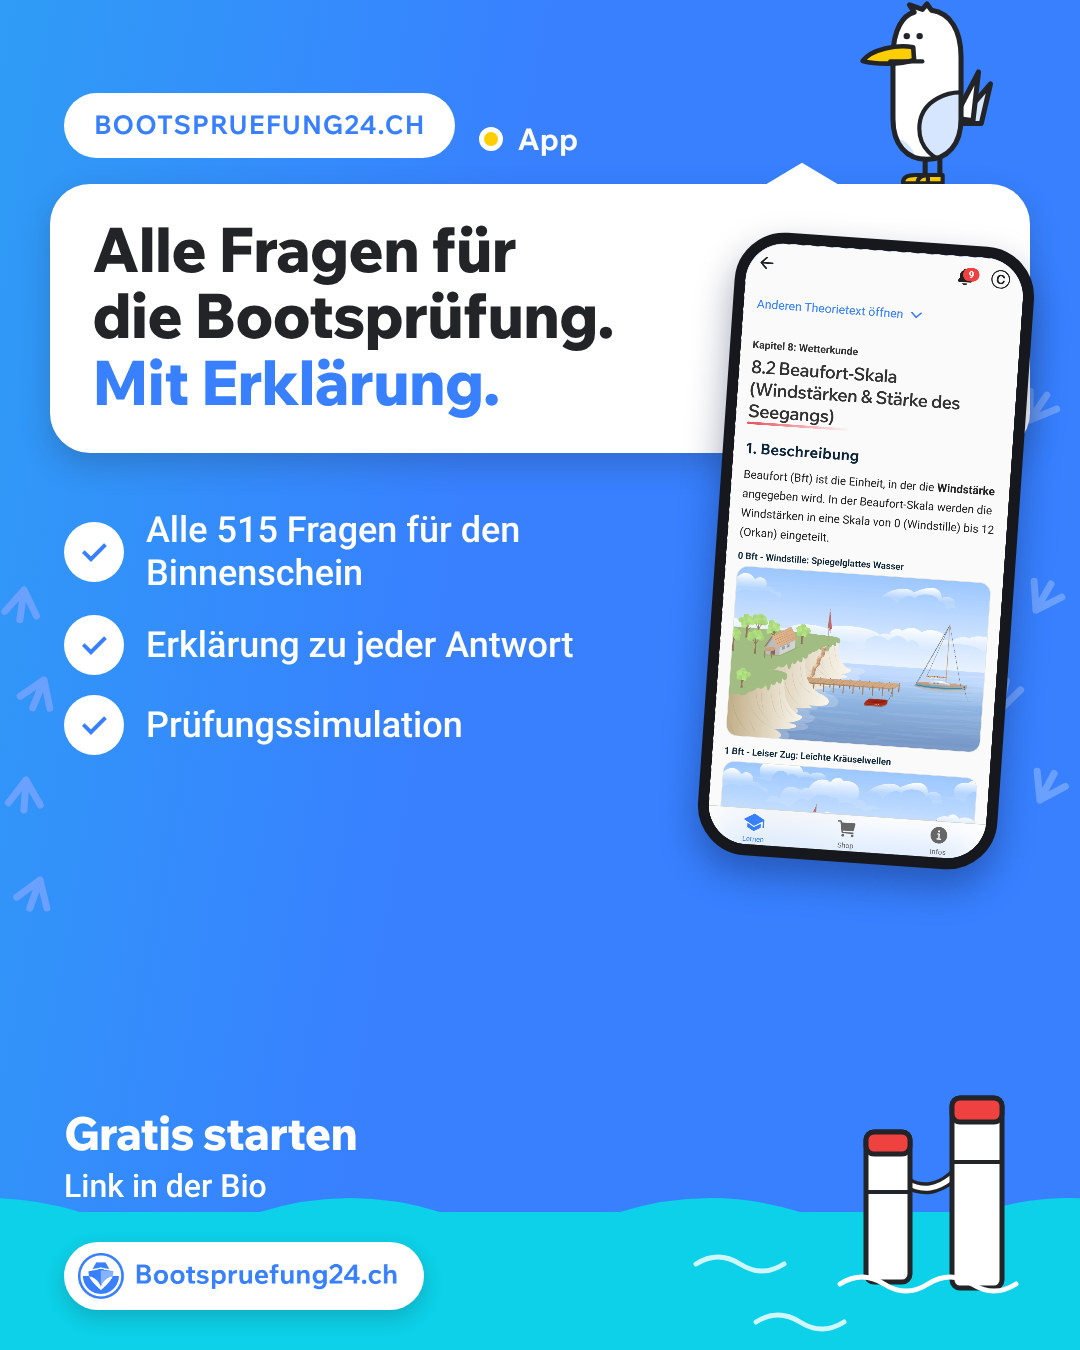 BOOTSPRUEFUNG24.CH
App
Alle Fragen für
die Bootsprüfung.
Mit Erklärung.
Alle 515 Fragen für den
Binnenschein
Erklärung zu jeder Antwort
Prüfungssimulation
9
C
Anderen Theorietext öffnen
Kapitel 8: Wetterkunde
8.2 Beaufort-Skala
(Windstärken & Stärke des
Seegangs)
1. Beschreibung
Beaufort (Bft) ist die Einheit, in der die Windstärke
angegeben wird. In der Beaufort-Skala werden die
Windstärken in eine Skala von 0 (Windstille) bis 12
(Orkan) eingeteilt.
0 Bft - Windstille: Spiegelglattes Wasser
1 Bft - Leiser Zug: Leichte Kräuselwellen
Lernen
Shop
Infos
Gratis starten
Link in der Bio
Bootspruefung24.ch